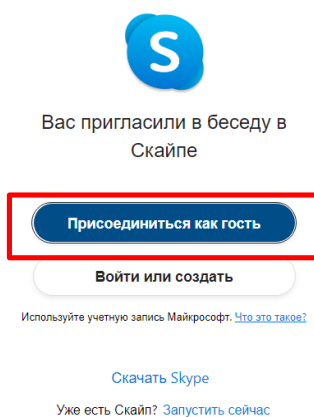 S
Вас пригласили в беседу в
Скайпе
Присоединиться как гость
Войти или создать
Используйте учетную запись Майкрософт. Что это такое?
Скачать Skype
Уже есть Скайп? Запустить сейчас